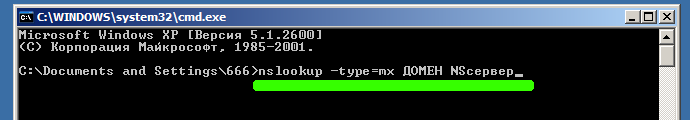 C:\WINDOWS\system32\cmd.exe
Microsoft Windows XP [Версия 5.1.2600]
(С) Корпорация Майкрософт, 1985-2001.
C:\Documents and Settings\666>nslookup -type=mx ДОМЕН NSсервер_